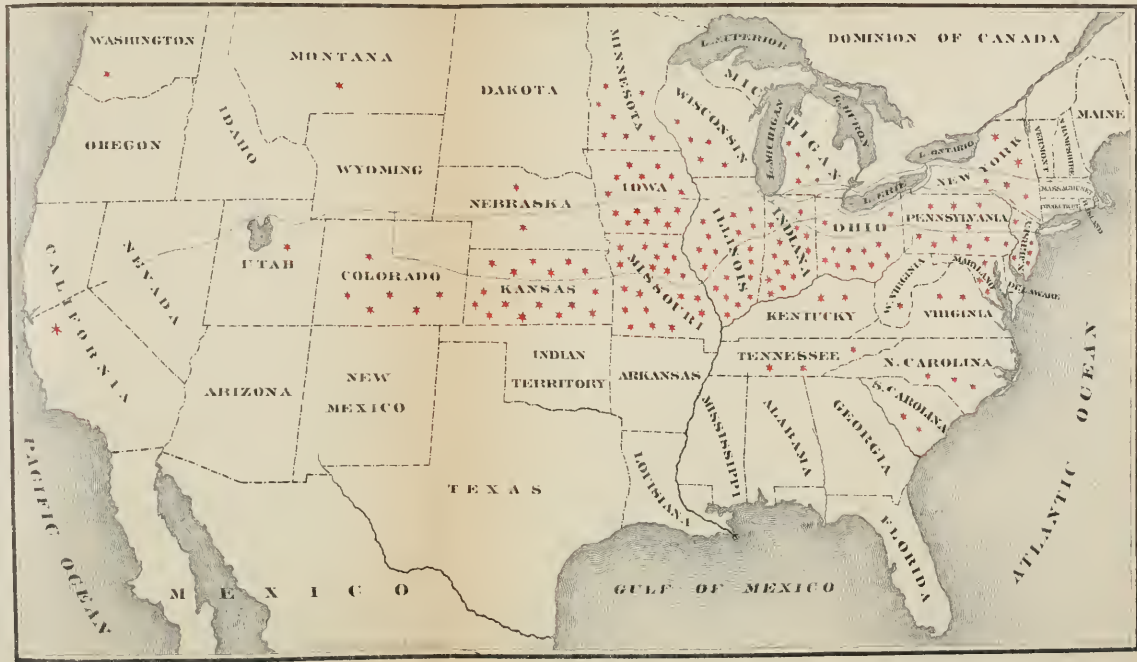 WASHINGTON
MONTANA
DAKOTA
MINNESOTA
L. SUPERIOR
DOMINION OF CANADA
OREGON
IDAHO
WYOMING
WISCONSIN
MICHIGAN
L. MICHIGAN
L. HURON
L. ONTARIO
L. ERIE
NEW YORK
VERMONT
N. HAMPSHIRE
MAINE
NEBRASKA
IOWA
ILLINOIS
INDIANA
OHIO
PENNSYLVANIA
N. JERSEY
CALIFORNIA
NEVADA
UTAH
COLORADO
KANSAS
MISSOURI
KENTUCKY
W. VIRGINIA
VIRGINIA
MARYLAND
DELAWARE
ARIZONA
NEW
MEXICO
INDIAN
TERRITORY
ARKANSAS
TENNESSEE
N. CAROLINA
S. CAROLINA
MISSISSIPPI
ALABAMA
GEORGIA
TEXAS
LOUISIANA
FLORIDA
PACIFIC OCEAN
MEXICO
GULF OF MEXICO
ATLANTIC OCEAN